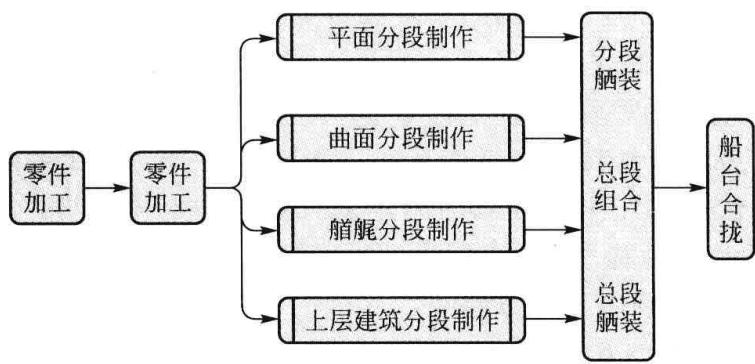 零件
加工
零件
加工
平面分段制作
曲面分段制作
艏艉分段制作
上层建筑分段制作
分段
舾装
总段
组合
总段
舾装
船
台
合
拢